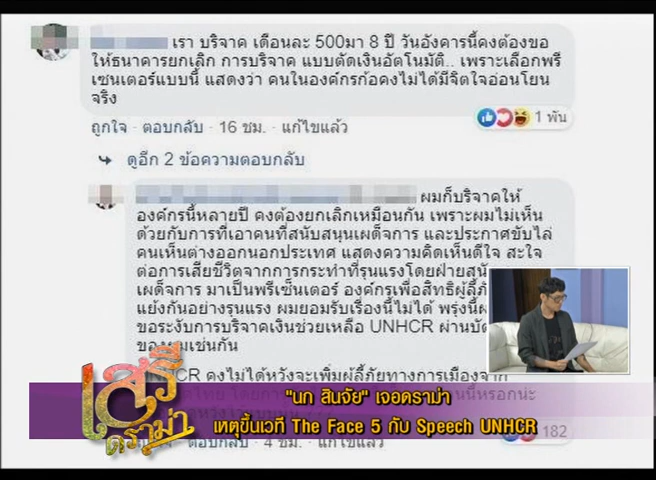 เรา บริจาค เดือนละ 500มา 8 ปี วันอังคารนี้คงต้องขอ
ให้ธนาคารยกเลิก การบริจาค แบบตัดเงินอัตโนมัติ.. เพราะเลือกพรี
เซนเตอร์แบบนี้ แสดงว่า คนในองค์กรก้อคงไม่ได้มีจิตใจอ่อนโยน
จริง
1 พัน
ถูกใจ · ตอบกลับ · 16 ชม. · แก้ไขแล้ว
ดูอีก 2 ข้อความตอบกลับ
ผมก็บริจาคให้
องค์กรนี้หลายปี คงต้องยกเลิกเหมือนกัน เพราะผมไม่เห็น
ด้วยกับการที่เอาคนที่สนับสนุนเผด็จการ และประกาศขับไล่
คนเห็นต่างออกนอกประเทศ แสดงความคิดเห็นดีใจ สะใจ
ต่อการเสียชีวิตจากการกระทำที่รุนแรงโดยฝ่าย
เผด็จการ มาเป็นพรีเซ็นเตอร์ องค์กรเพื่อสิทธิผู้ลี้
แย้งกันอย่างรุนแรง ผมยอมรับเรื่องนี้ไม่ได้ พรุ่งนี้
ขอระงับการบริจาคเงินช่วยเหลือ UNHCR ผ่าน
เช่นกัน
คงไม่ได้หวังจะเพิ่มผู้ลี้ภัยทางการเมืองจาก
182
ตอบกลับ · 4 ชม. · แก้ไขแล้ว
เสรี
ดราม่า
"นก สินจัย" เจอดราม่า
เหตุขึ้นเวที The Face 5 กับ Speech UNHCR